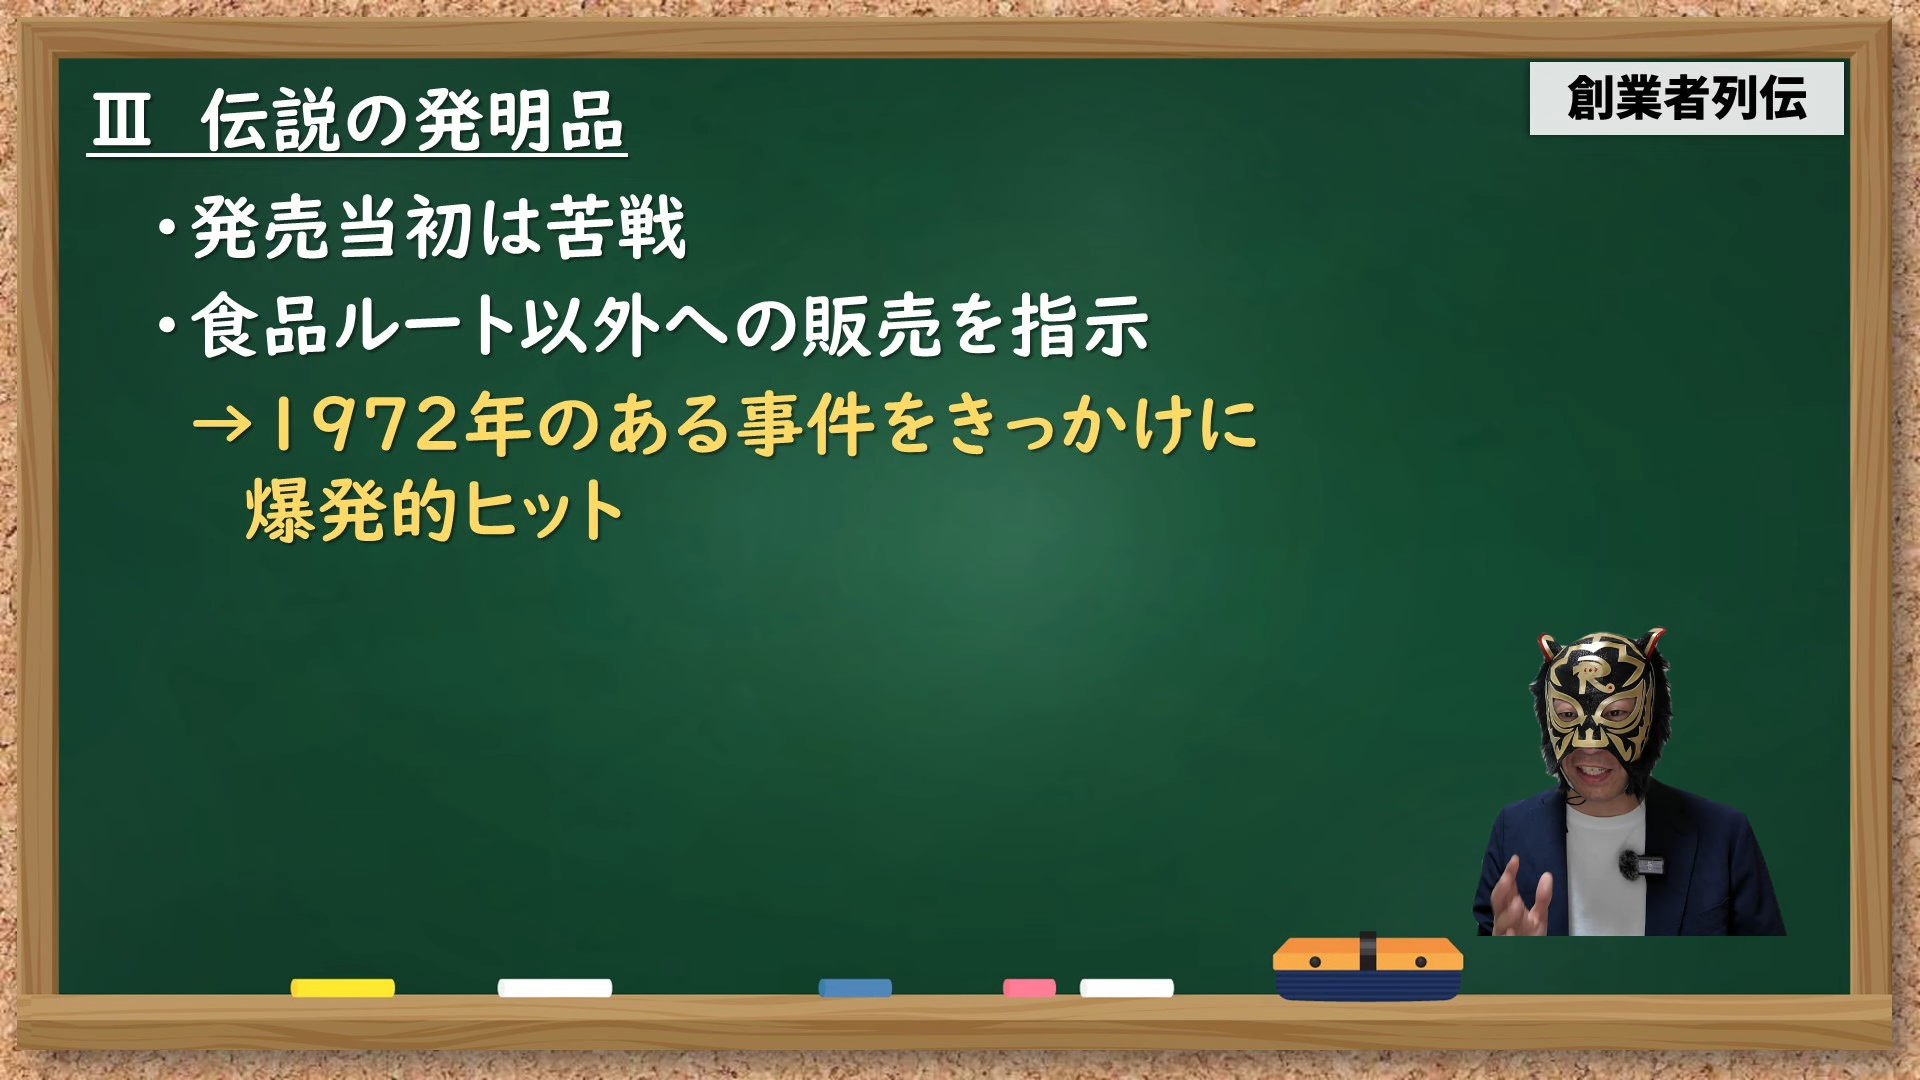 Ⅲ 伝説の発明品
創業者列伝
・発売当初は苦戦
・食品ルート以外への販売を指示
→1972年のある事件をきっかけに
爆発的ヒット
R